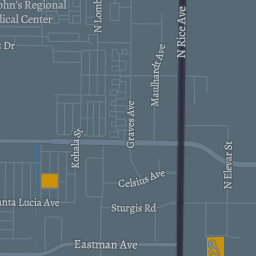 ohn's Regional
dical Center
N Lomb
N Rice Ave
Dr
Maulhardt Ave
Graves Ave
Kohala St
N Elevar St
Celsius Ave
anta Lucia Ave
Sturgis Rd
Eastman Ave